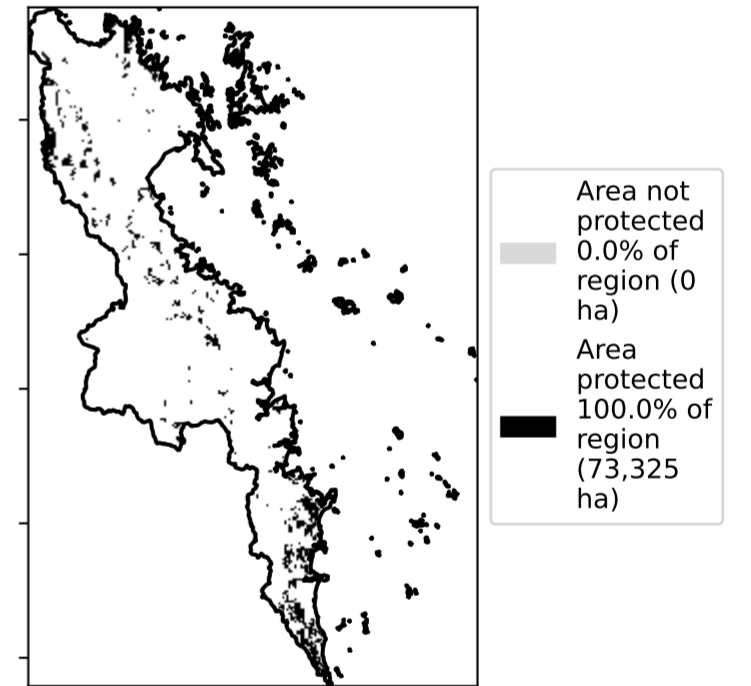 Area not
protected
0.0% of
region (0
ha)
Area
protected
100.0% of
region
(73,325
ha)